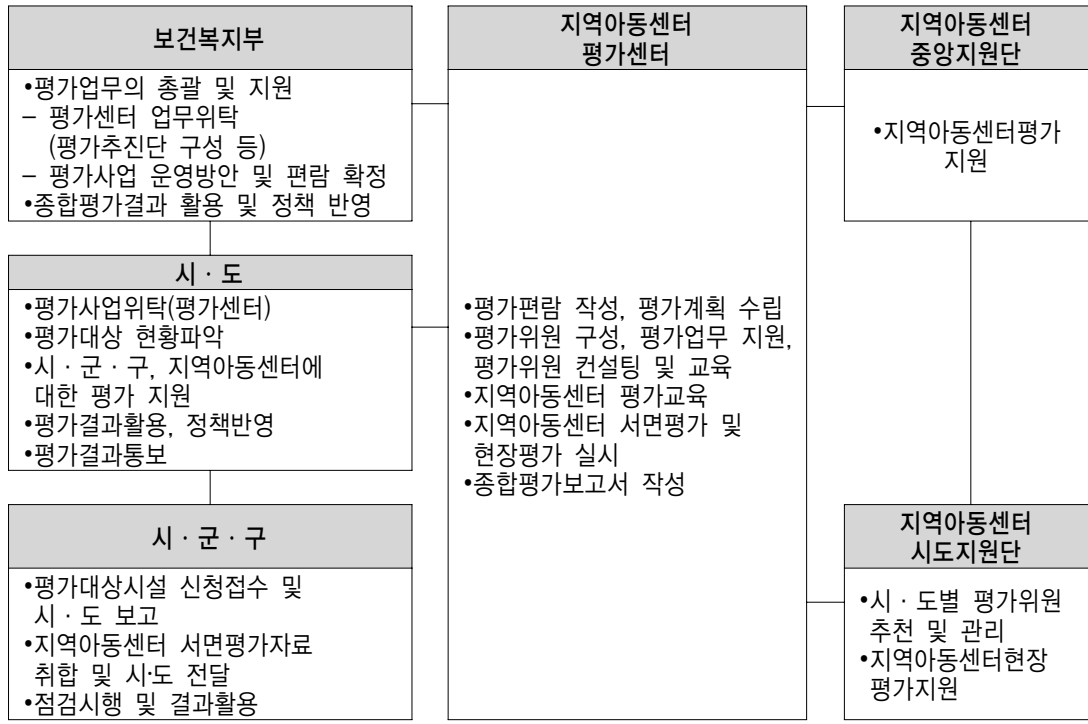 보건복지부
•평가업무의 총괄 및 지원
– 평가센터 업무위탁
(평가추진단 구성 등)
– 평가사업 운영방안 및 편람 확정
•종합평가결과 활용 및 정책 반영
시 · 도
•평가사업위탁(평가센터)
•평가대상 현황파악
•시 · 군 · 구, 지역아동센터에
대한 평가 지원
•평가결과활용, 정책반영
•평가결과통보
시 · 군 · 구
•평가대상시설 신청접수 및
시 · 도 보고
•지역아동센터 서면평가자료
취합 및 시·도 전달
•점검시행 및 결과활용
지역아동센터
평가센터
•평가편람 작성, 평가계획 수립
•평가위원 구성, 평가업무 지원,
평가위원 컨설팅 및 교육
•지역아동센터 평가교육
•지역아동센터 서면평가 및
현장평가 실시
•종합평가보고서 작성
지역아동센터
중앙지원단
•지역아동센터평가
지원
지역아동센터
시도지원단
•시 · 도별 평가위원
추천 및 관리
•지역아동센터현장
평가지원